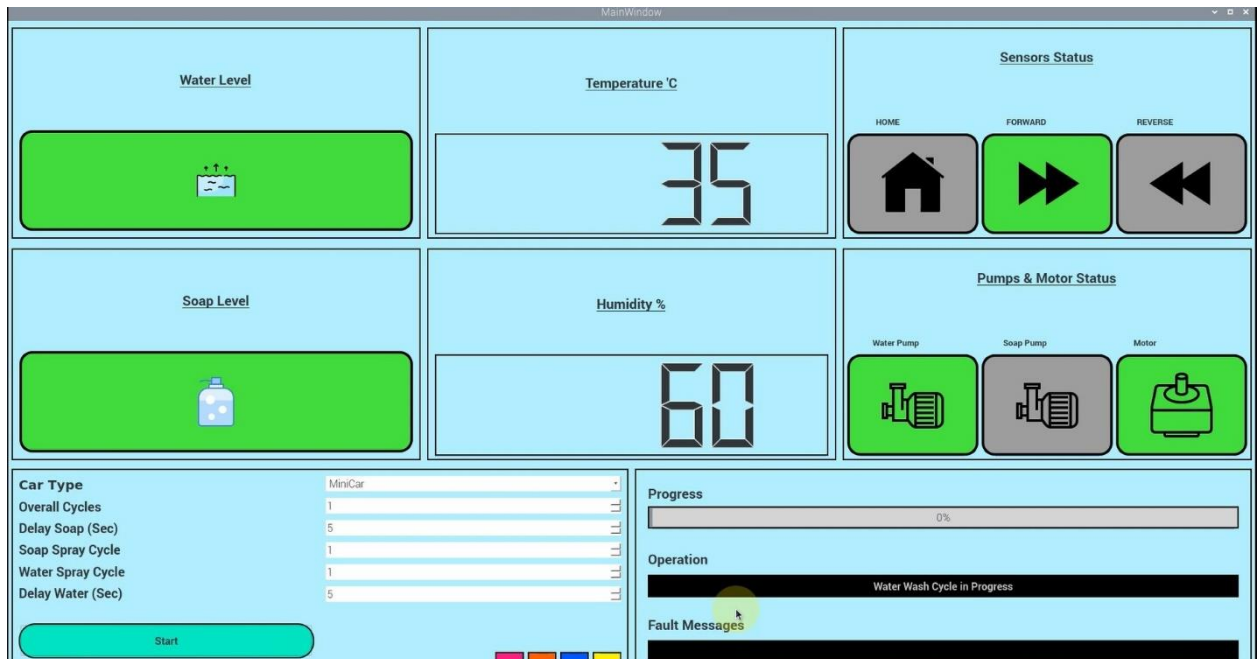 MainWindow
Water Level
Temperature 'C
35
Sensors Status
HOME
FORWARD
REVERSE
Soap Level
Humidity %
60
Pumps & Motor Status
Water Pump
Soap Pump
Motor
Car Type MiniCar
Overall Cycles 1
Delay Soap (Sec) 5
Soap Spray Cycle 1
Water Spray Cycle 1
Delay Water (Sec) 5
Start
Progress
0%
Operation
Water Wash Cycle in Progress
Fault Messages